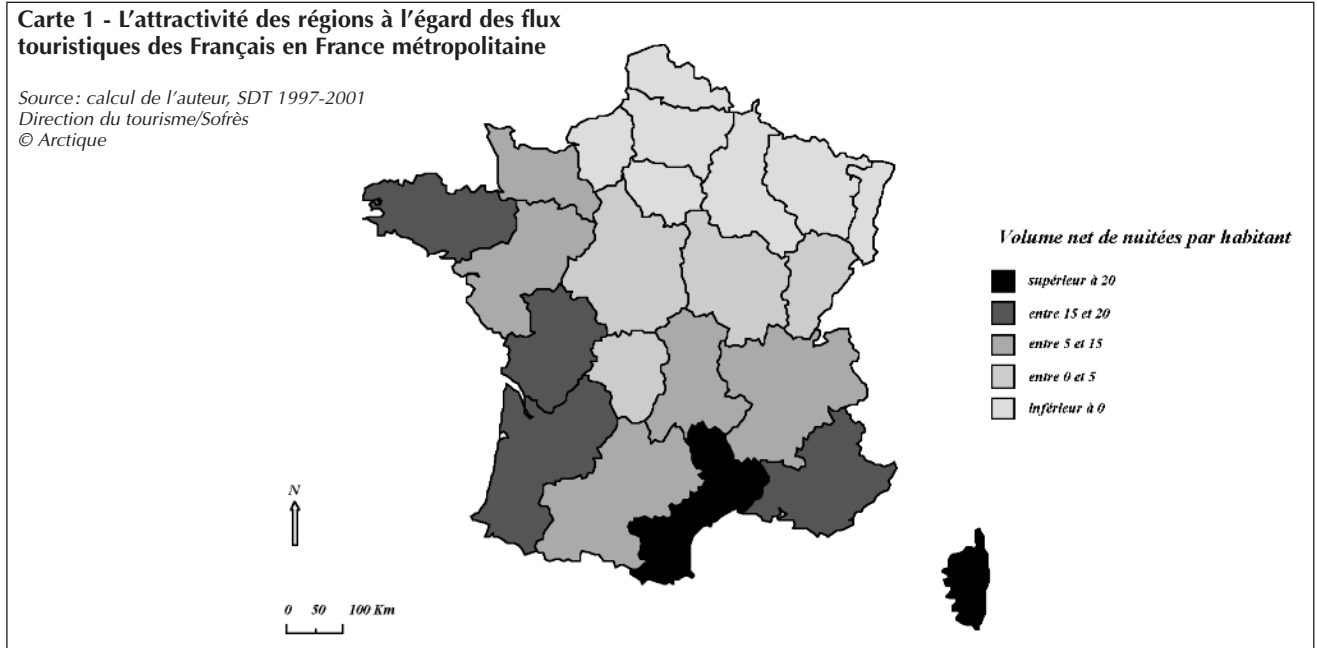 Carte 1 - L'attractivité des régions à l'égard des flux
touristiques des Français en France métropolitaine
Source : calcul de l'auteur, SDT 1997-2001
Direction du tourisme/Sofrès
© Arctique
Volume net de nuitées par habitant
supérieur à 20
entre 15 et 20
entre 5 et 15
entre 0 et 5
inférieur à 0
N
0 50 100 Km